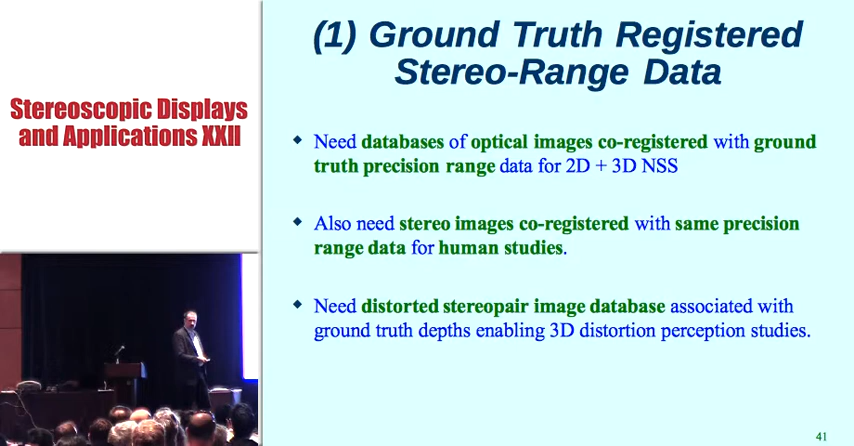 Stereoscopic Displays
and Applications XXII
(1) Ground Truth Registered
Stereo-Range Data
Need databases of optical images co-registered with ground
truth precision range data for 2D + 3D NSS
Also need stereo images co-registered with same precision
range data for human studies.
Need distorted stereopair image database associated with
ground truth depths enabling 3D distortion perception studies.
41